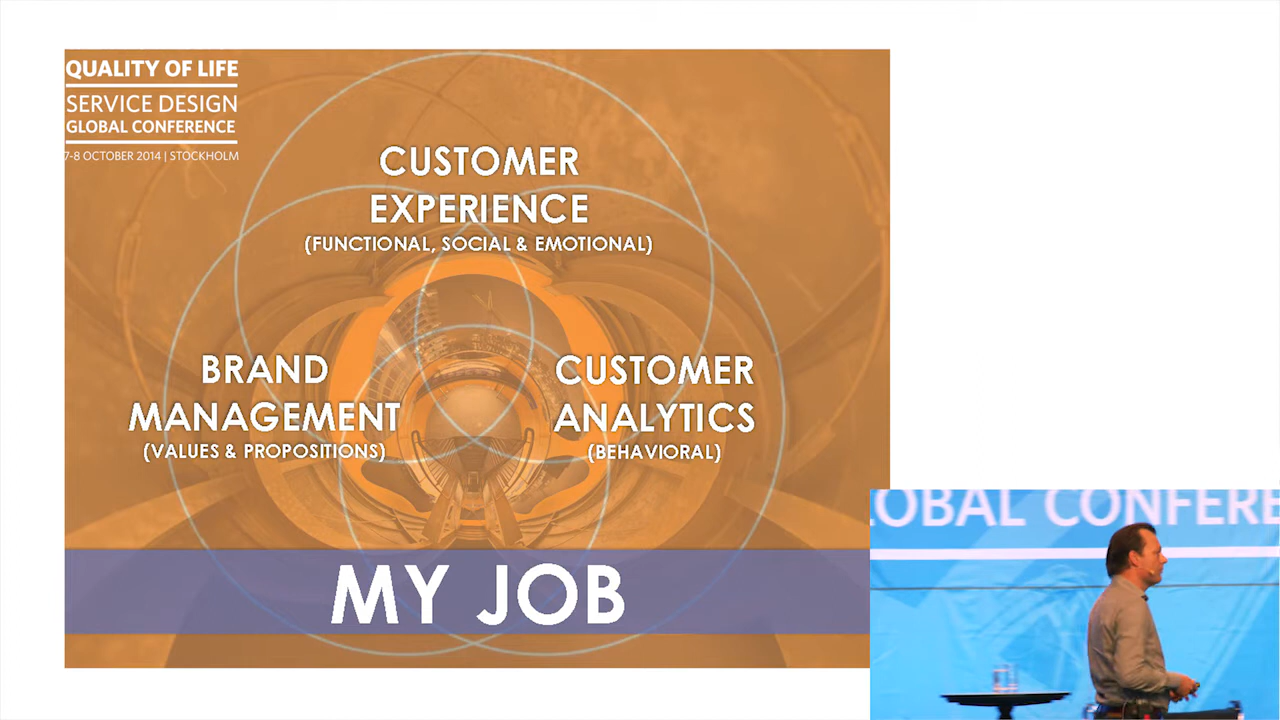 QUALITY OF LIFE
SERVICE DESIGN
GLOBAL CONFERENCE
7-8 OCTOBER 2014 | STOCKHOLM
CUSTOMER
EXPERIENCE
(FUNCTIONAL, SOCIAL & EMOTIONAL)
BRAND
MANAGEMENT
(VALUES & PROPOSITIONS)
CUSTOMER
ANALYTICS
(BEHAVIORAL)
MY JOB
LOBAL CONFERE